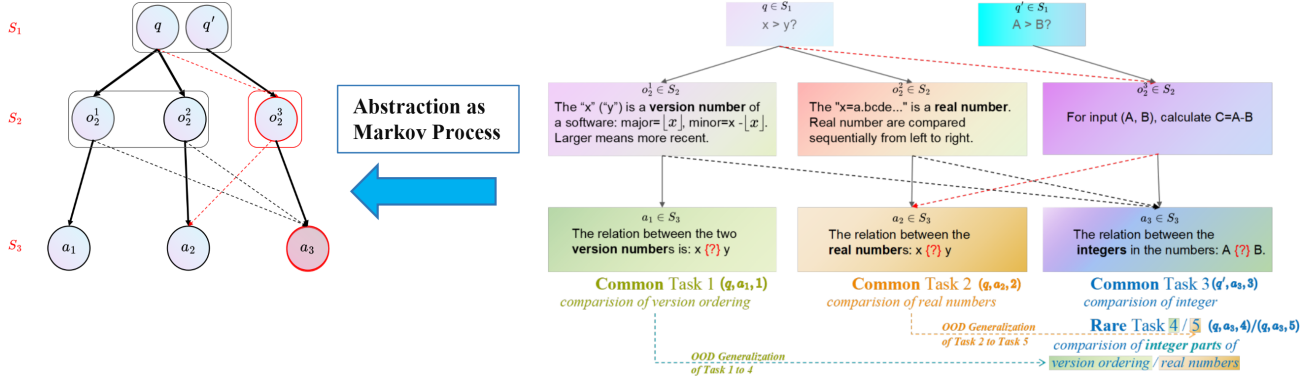 S₁
q
q′
S₂
o₂¹
o₂²
o₂³
S₃
a₁
a₂
a₃
Abstraction as
Markov Process
q ∈ S₁
x > y?
q′ ∈ S₁
A > B?
o₂¹ ∈ S₂
The “x” (“y”) is a version number of
a software: major=⌊x⌋, minor=x -⌊x⌋.
Larger means more recent.
o₂² ∈ S₂
The "x=a.bcde..." is a real number.
Real number are compared
sequentially from left to right.
o₂³ ∈ S₂
For input (A, B), calculate C=A-B
a₁ ∈ S₃
The relation between the two
version numbers is: x {?} y
a₂ ∈ S₃
The relation between the
real numbers: x {?} y
a₃ ∈ S₃
The relation between the
integers in the numbers: A {?} B.
Common Task 1 (q,a₁,1)
comparision of version ordering
Common Task 2 (q,a₂,2)
comparision of real numbers
Common Task 3(q′,a₃,3)
comparision of integer
OOD Generalization
of Task 2 to Task 5
Rare Task 4 / 5 (q,a₃,4)/(q,a₃,5)
comparision of integer parts of
version ordering / real numbers
OOD Generalization
of Task 1 to 4